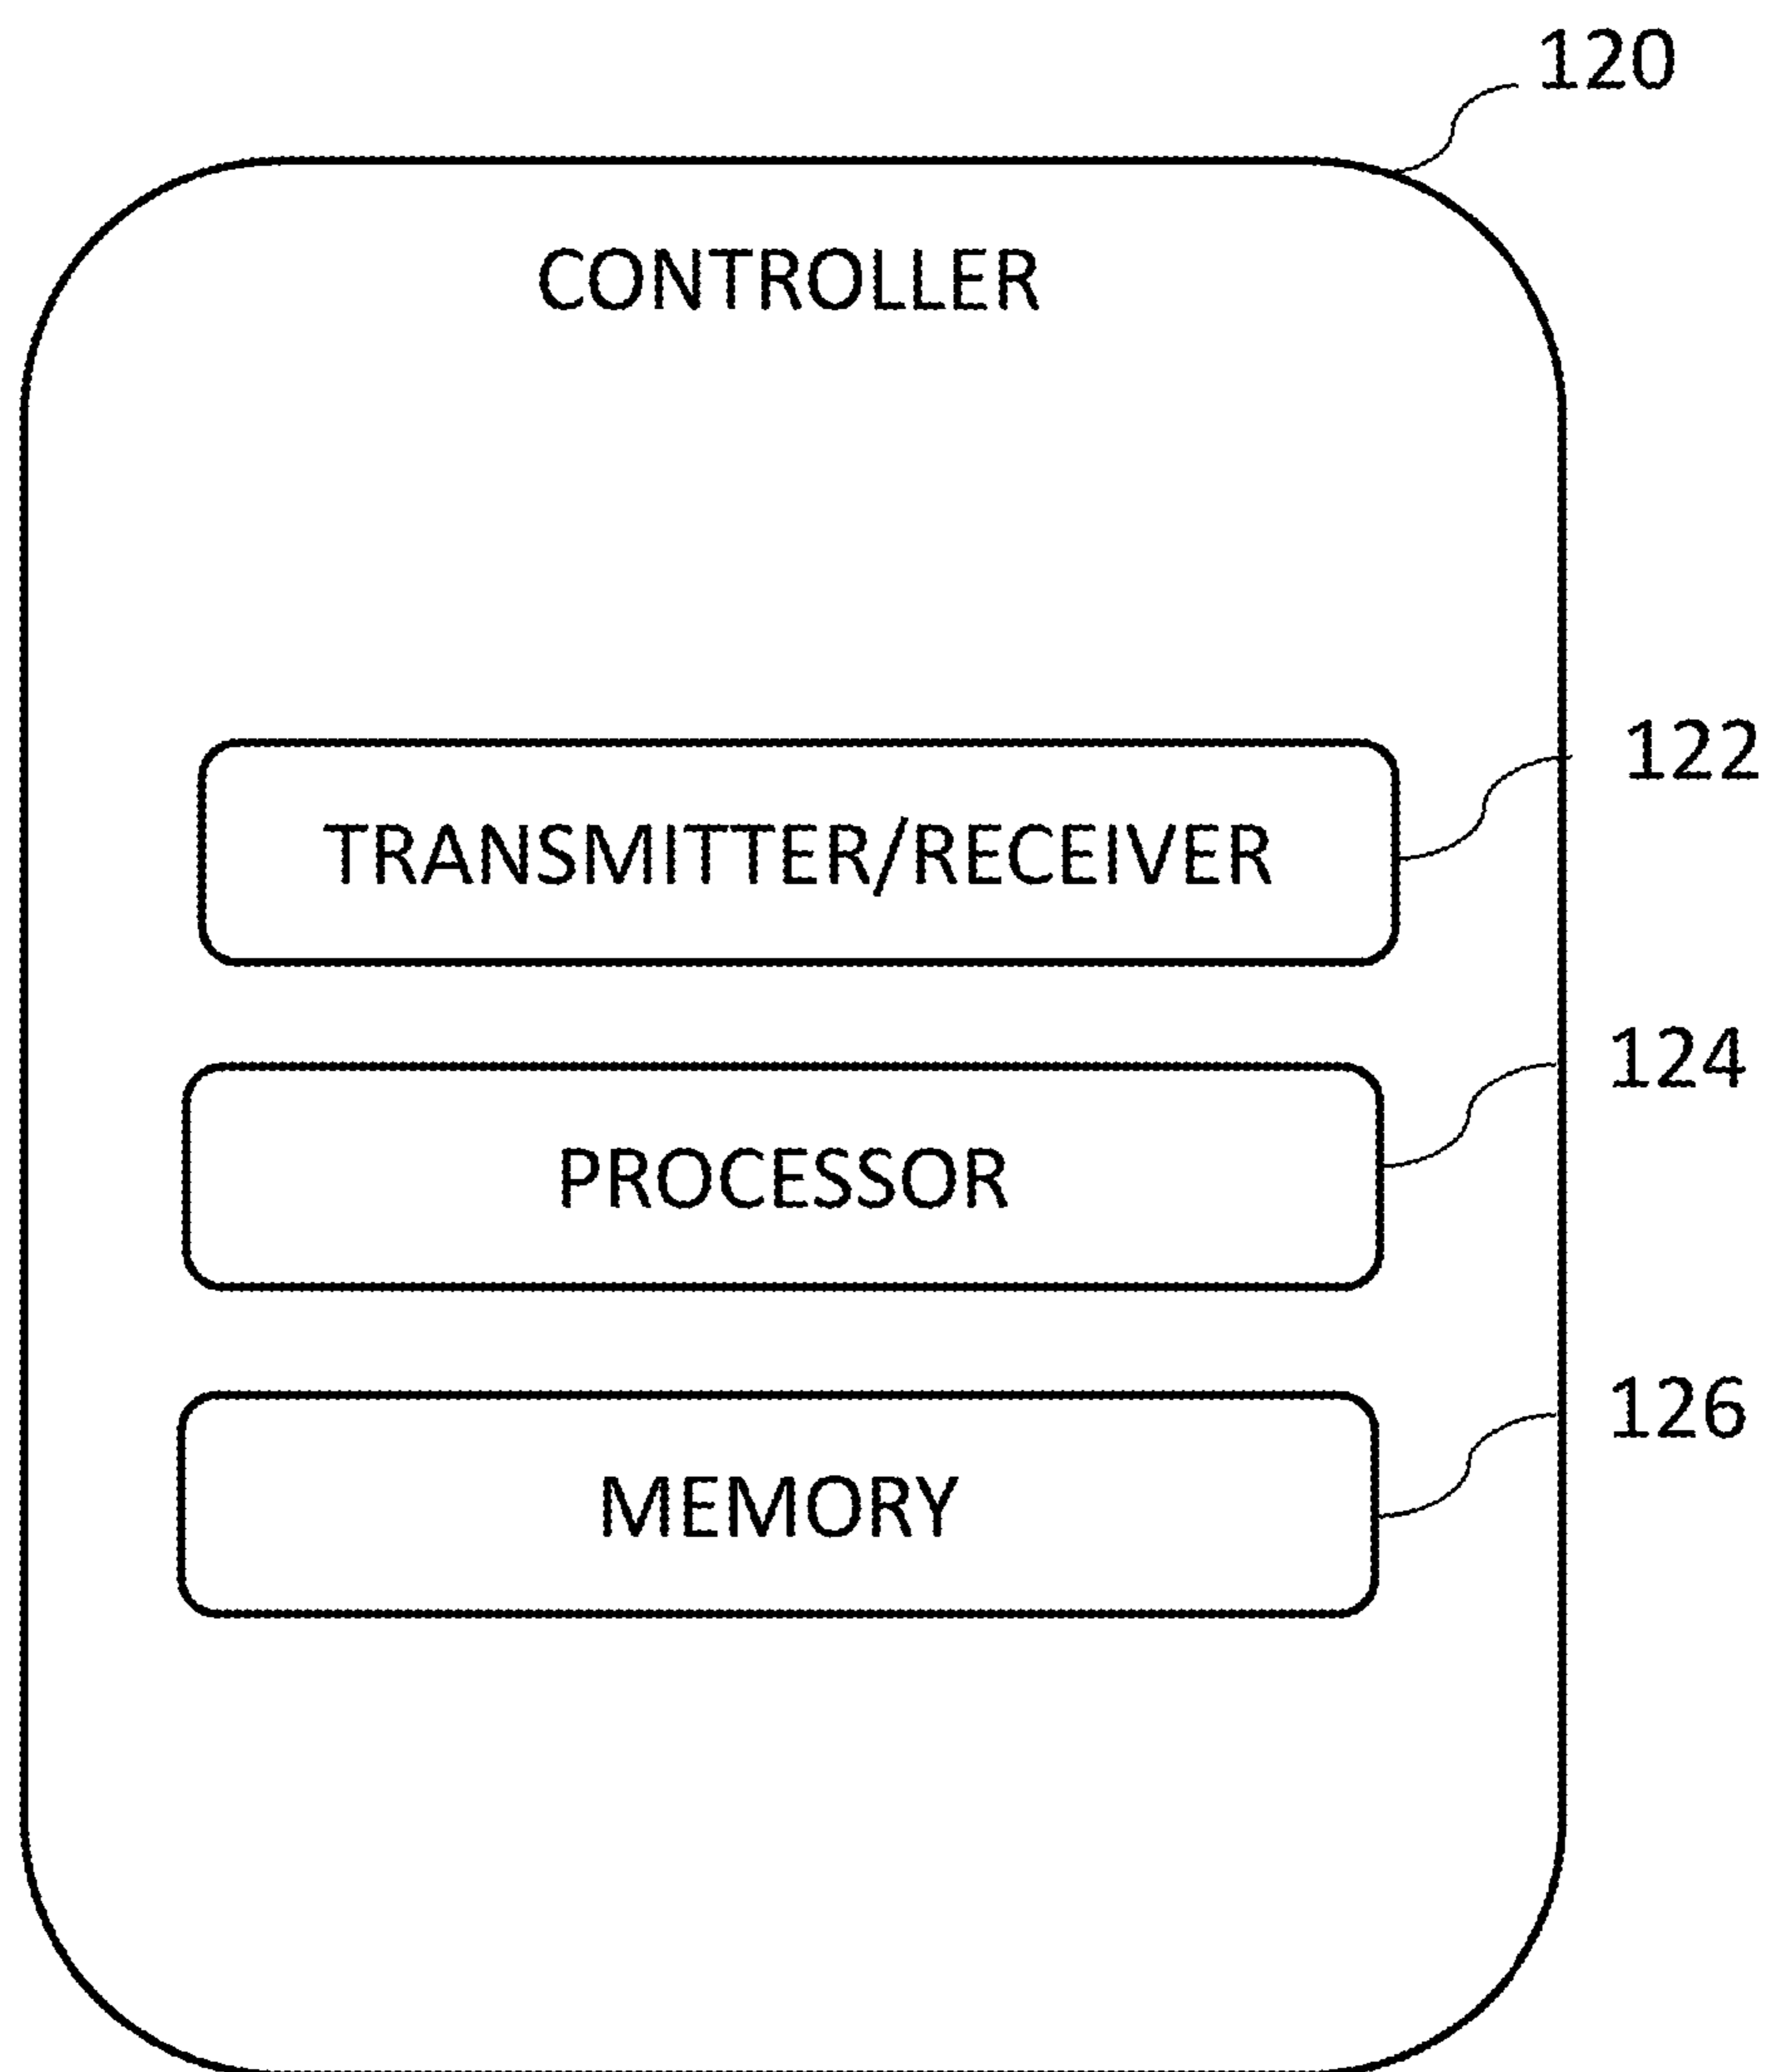 120
CONTROLLER
122
TRANSMITTER/RECEIVER
124
PROCESSOR
126
MEMORY